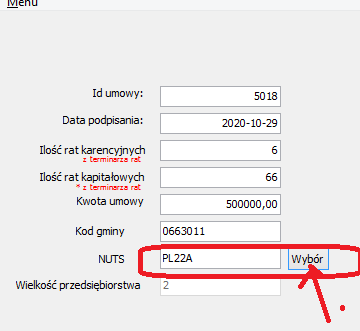 Menu
Id umowy: 5018
Data podpisania: 2020-10-29
Ilość rat karencyjnych 6
z terminarza rat
Ilość rat kapitałowych 66
* z terminarza rat
Kwota umowy 500000,00
Kod gminy 0663011
NUTS PL22A Wybór
Wielkość przedsiębiorstwa 2